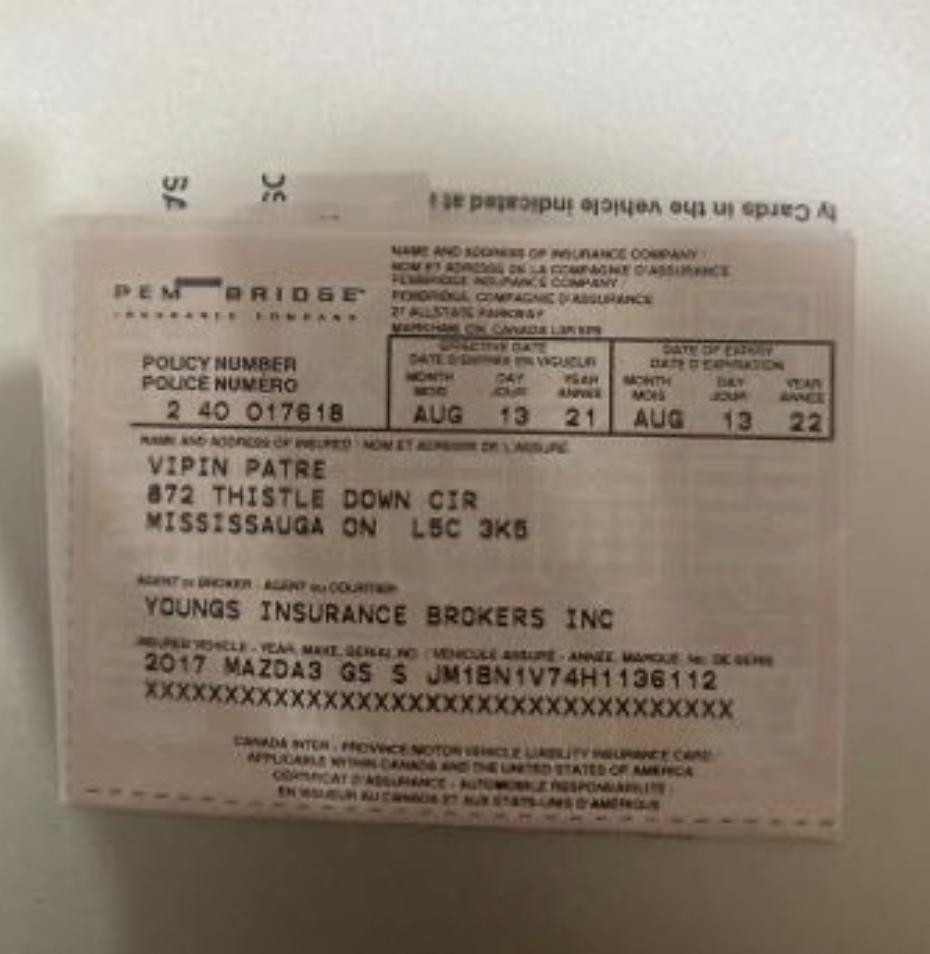 ty Cards in the vehicle indicated at
PEMBRIDGE
INSURANCE COMPANY
NAME AND ADDRESS OF INSURANCE COMPANY
NOM ET ADRESSE DE LA COMPAGNIE D'ASSURANCE
PEMBRIDGE INSURANCE COMPANY
PEMBRIDGE, COMPAGNIE D'ASSURANCE
27 ALLSTATE PARKWAY
MARKHAM ON, CANADA L3R 5P8
POLICY NUMBER
POLICE NUMÉRO
2 40 017618
EFFECTIVE DATE
DATE D'ENTRÉE EN VIGUEUR
MONTH DAY YEAR
MOIS JOUR ANNÉE
AUG 13 21
DATE OF EXPIRY
DATE D'EXPIRATION
MONTH DAY YEAR
MOIS JOUR ANNÉE
AUG 13 22
NAME AND ADDRESS OF INSURED / NOM ET ADRESSE DE L'ASSURÉ
VIPIN PATRE
872 THISTLE DOWN CIR
MISSISSAUGA ON L5C 3K5
AGENT or BROKER / AGENT ou COURTIER
YOUNGS INSURANCE BROKERS INC
INSURED VEHICLE - YEAR, MAKE, SERIAL NO. / VÉHICULE ASSURÉ - ANNÉE, MARQUE, No. DE SÉRIE
2017 MAZDA3 GS S JM1BN1V74H1136112
XXXXXXXXXXXXXXXXXXXXXXXXXXXXXXXXXXXX
CANADA INTER - PROVINCE MOTOR VEHICLE LIABILITY INSURANCE CARD
APPLICABLE WITHIN CANADA AND THE UNITED STATES OF AMERICA
CERTIFICAT D'ASSURANCE - AUTOMOBILE RESPONSABILITÉ
EN VIGUEUR AU CANADA ET AUX ÉTATS-UNIS D'AMÉRIQUE